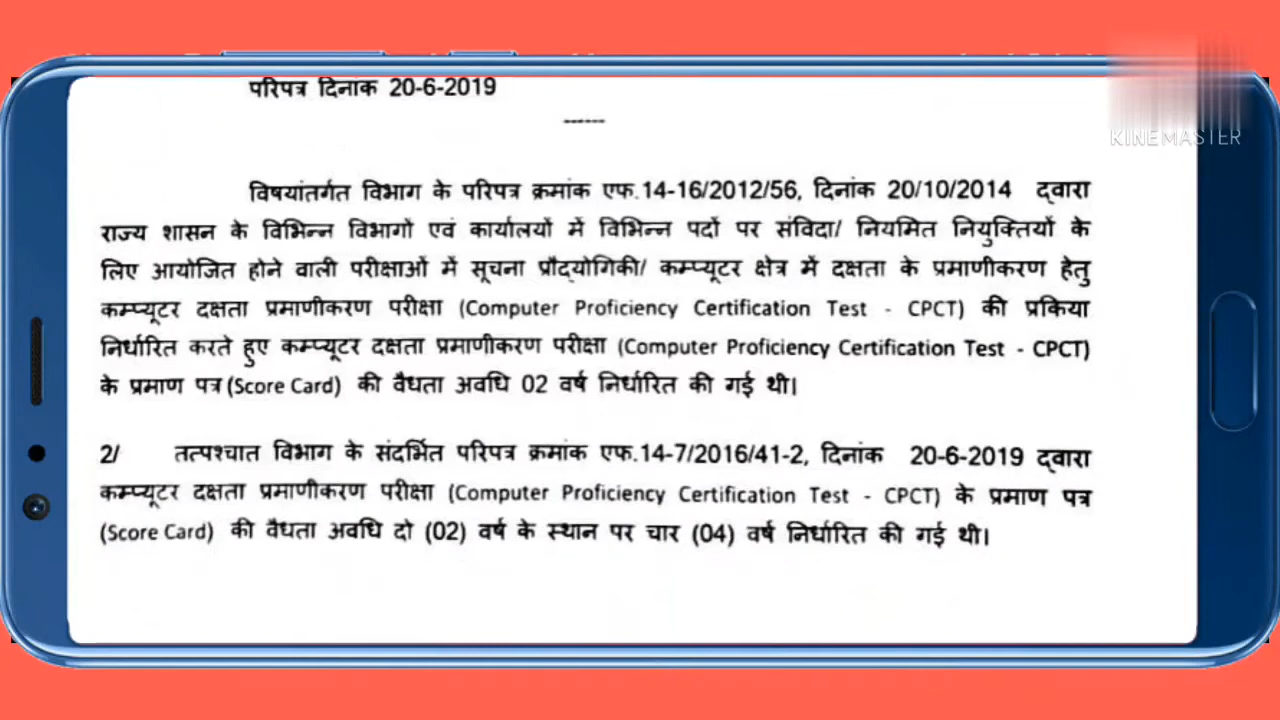 परिपत्र दिनाक 20-6-2019
-----
KINEMASTER
विषयांतर्गत विभाग के परिपत्र क्रमांक एफ.14-16/2012/56, दिनांक 20/10/2014 द्वारा
राज्य शासन के विभिन्न विभागों एवं कार्यालयों में विभिन्न पदों पर संविदा/ नियमित नियुक्तियों के
लिए आयोजित होने वाली परीक्षाओं में सूचना प्रौद्योगिकी/ कम्प्यूटर क्षेत्र में दक्षता के प्रमाणीकरण हेतु
कम्प्यूटर दक्षता प्रमाणीकरण परीक्षा (Computer Proficiency Certification Test - CPCT) की प्रकिया
निर्धारित करते हुए कम्प्यूटर दक्षता प्रमाणीकरण परीक्षा (Computer Proficiency Certification Test - CPCT)
के प्रमाण पत्र (Score Card) की वैधता अवधि 02 वर्ष निर्धारित की गई थी।
2/ तत्पश्चात विभाग के संदर्भित परिपत्र क्रमांक एफ.14-7/2016/41-2, दिनांक 20-6-2019 द्वारा
कम्प्यूटर दक्षता प्रमाणीकरण परीक्षा (Computer Proficiency Certification Test - CPCT) के प्रमाण पत्र
(Score Card) की वैधता अवधि दो (02) वर्ष के स्थान पर चार (04) वर्ष निर्धारित की गई थी।